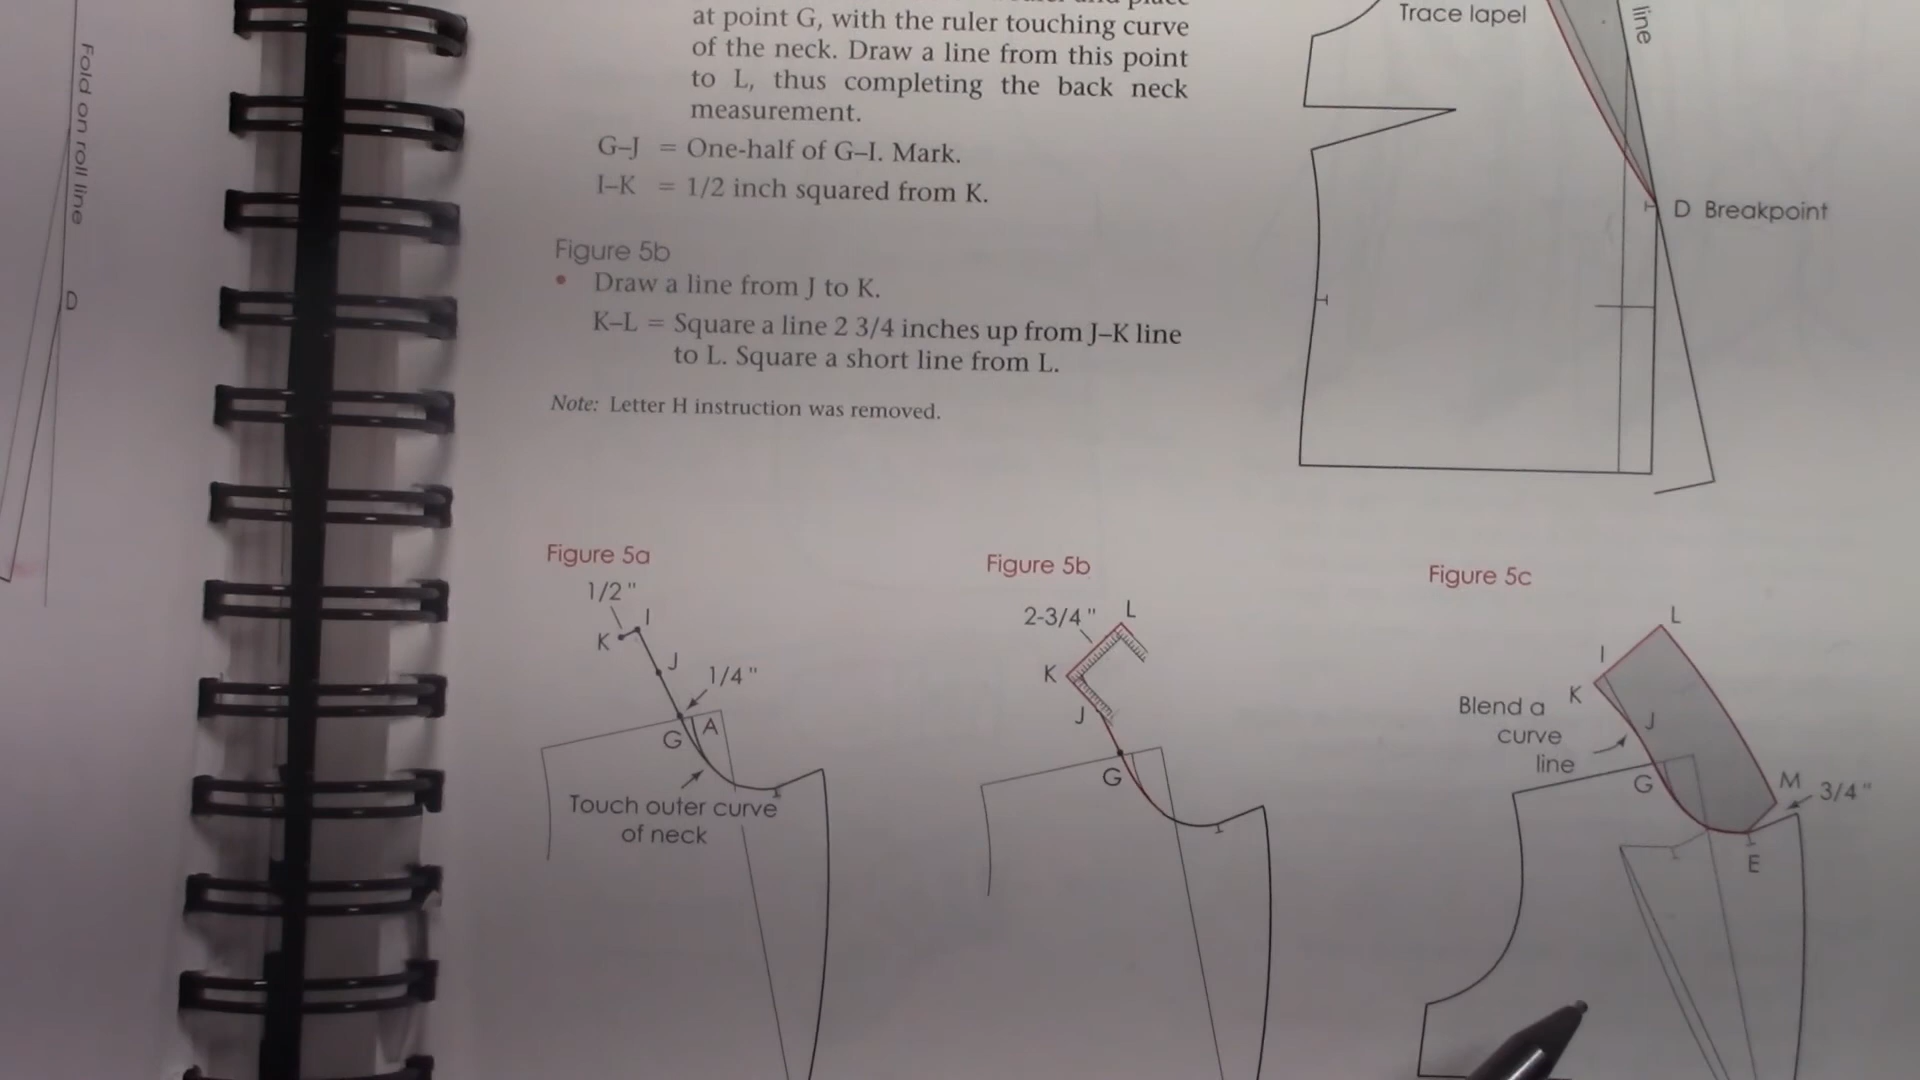 Fold on roll line
D
at point G, with the ruler touching curve
of the neck. Draw a line from this point
to L, thus completing the back neck
measurement.
G–J = One-half of G–I. Mark.
I–K = 1/2 inch squared from K.
Figure 5b
• Draw a line from J to K.
K–L = Square a line 2 3/4 inches up from J–K line
to L. Square a short line from L.
Note: Letter H instruction was removed.
Trace lapel
line
D Breakpoint
Figure 5a
1/2"
I
K
J
1/4"
A
G
Touch outer curve
of neck
Figure 5b
2-3/4"
L
K
J
G
Figure 5c
L
I
K
Blend a
curve
line
J
G
M
3/4"
E